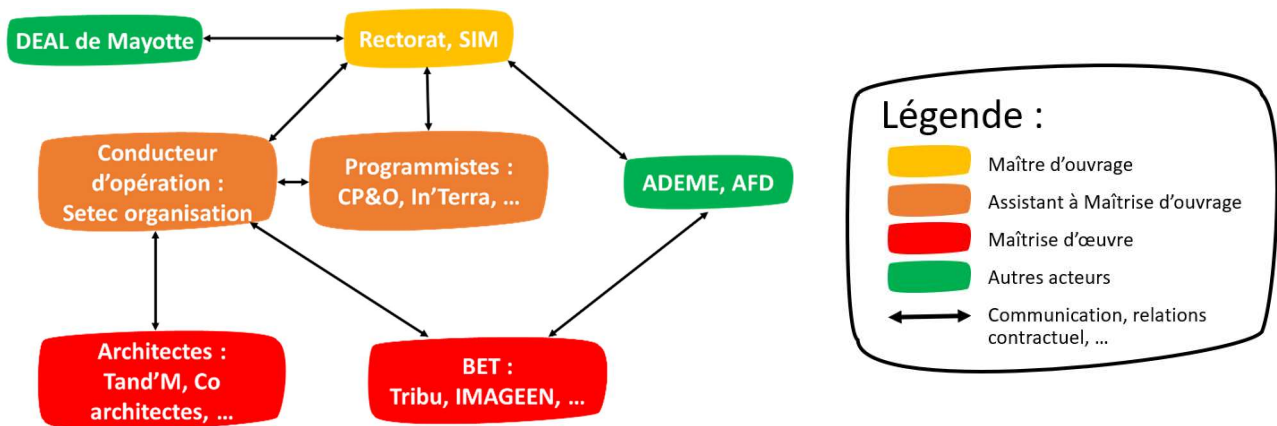 DEAL de Mayotte
Rectorat, SIM
Conducteur
d'opération :
Setec organisation
Programmistes :
CP&O, In'Terra, …
ADEME, AFD
Architectes :
Tand'M, Co
architectes, …
BET :
Tribu, IMAGEEN, …
Légende :
Maître d'ouvrage
Assistant à Maîtrise d'ouvrage
Maîtrise d'œuvre
Autres acteurs
Communication, relations
contractuel, …